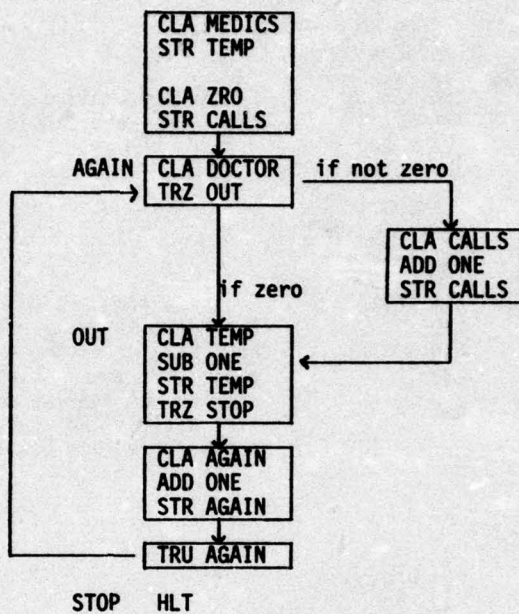 CLA MEDICS
STR TEMP
CLA ZRO
STR CALLS
AGAIN CLA DOCTOR if not zero
TRZ OUT
CLA CALLS
ADD ONE
STR CALLS
if zero
OUT CLA TEMP
SUB ONE
STR TEMP
TRZ STOP
CLA AGAIN
ADD ONE
STR AGAIN
TRU AGAIN
STOP HLT